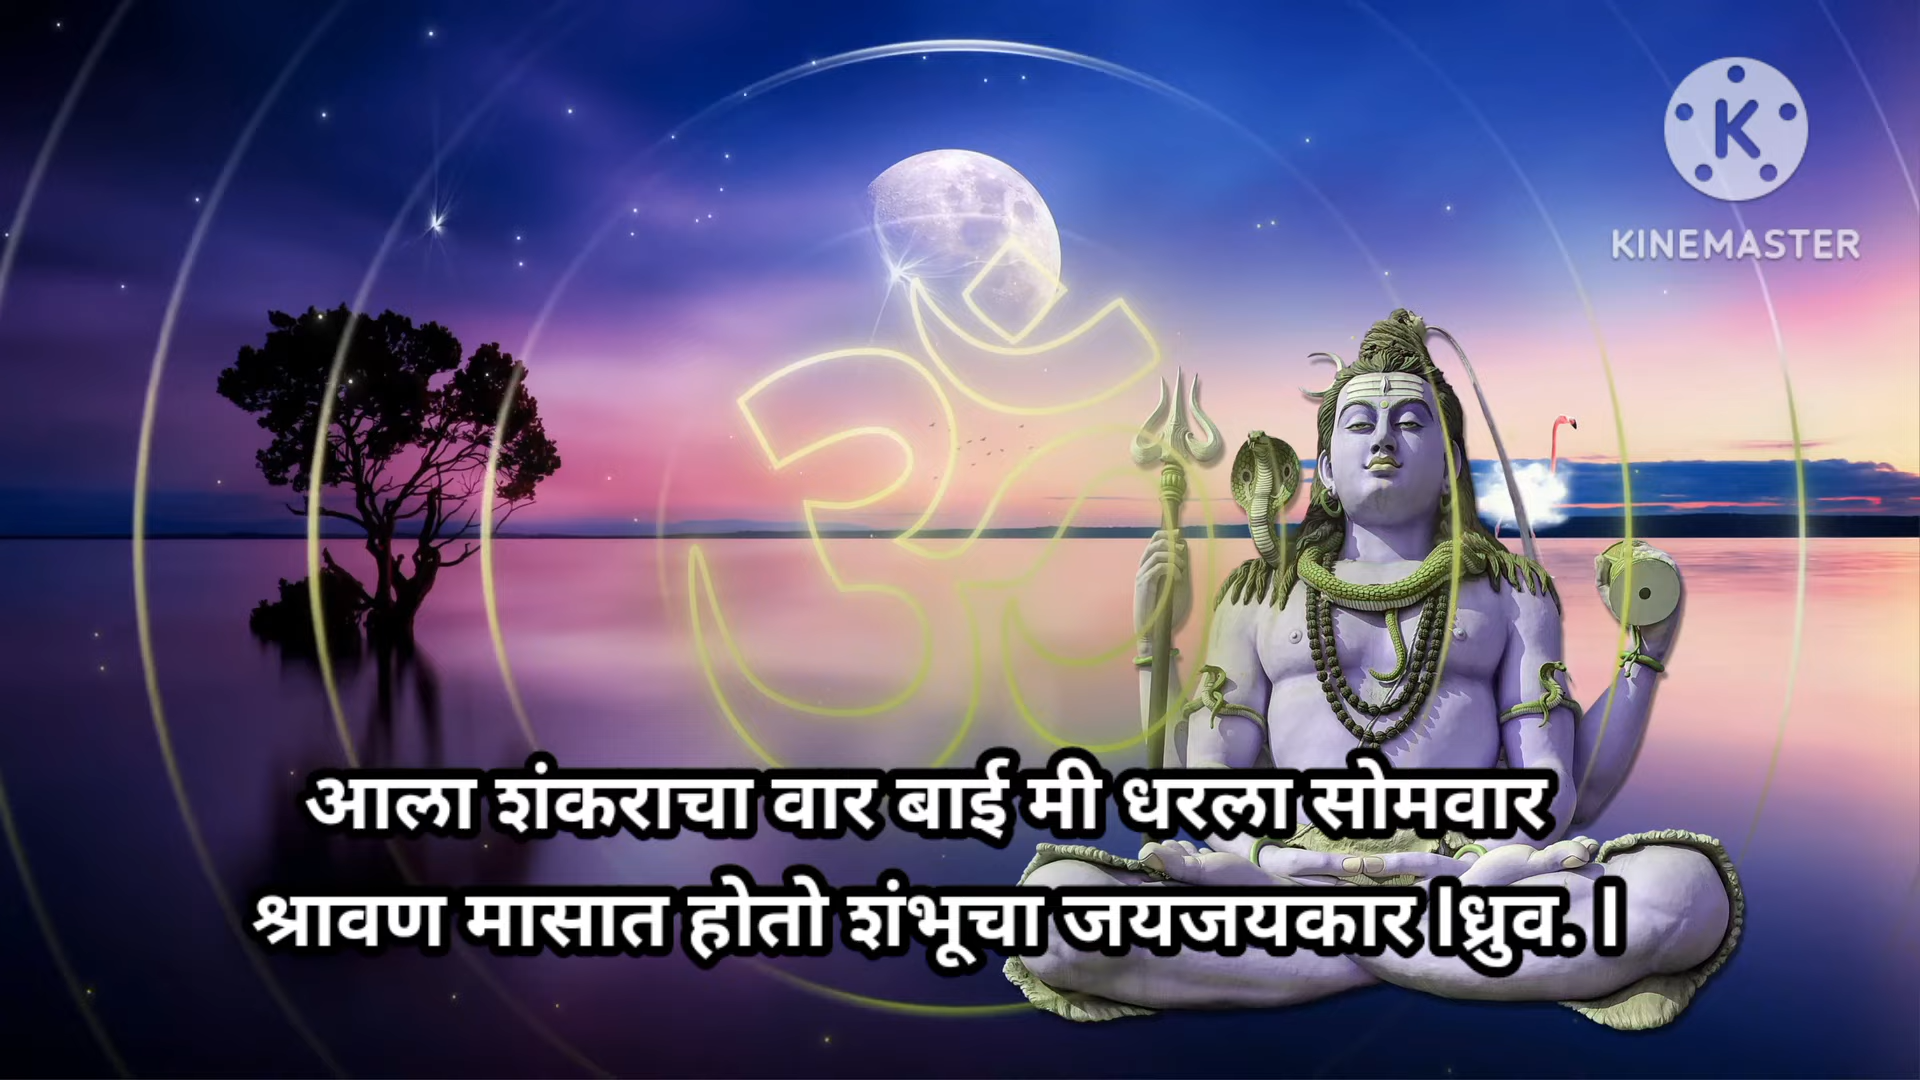 K
KINEMASTER
आला शंकराचा वार बाई मी धरला सोमवार
श्रावण मासात होतो शंभूचा जयजयकार।ध्रुव.।
ॐ